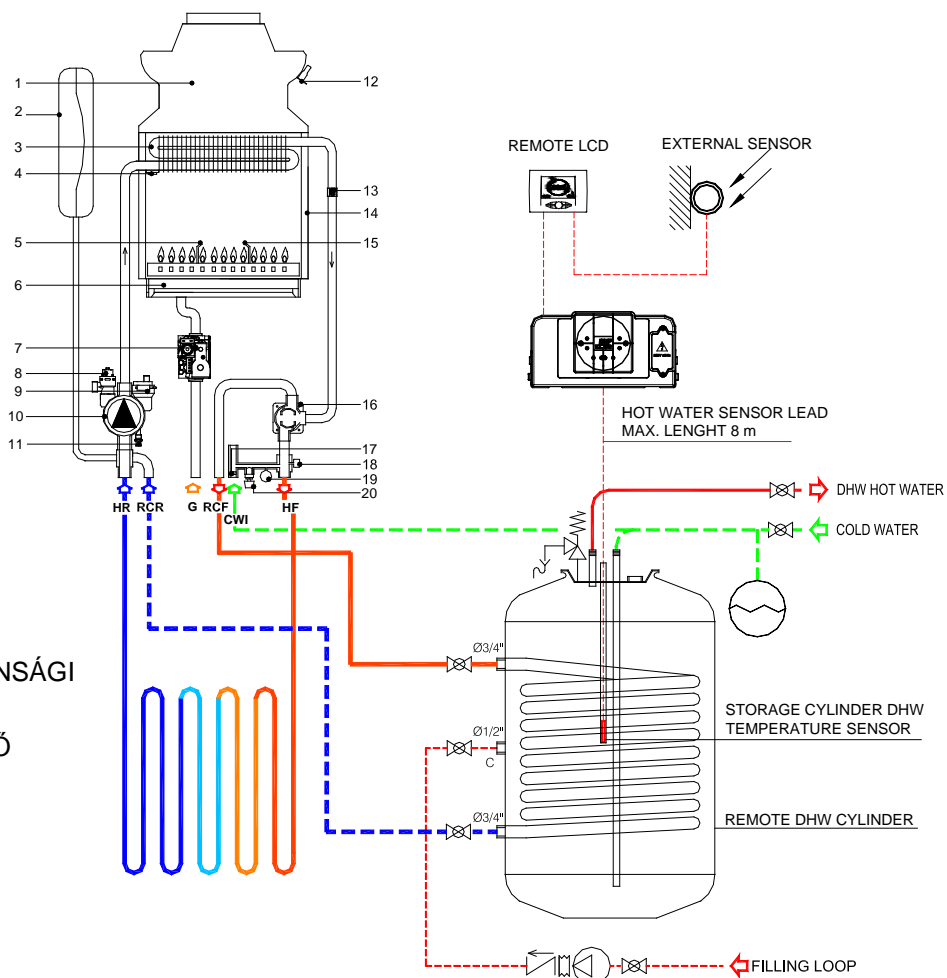 1
2
3
4
5
6
7
8
9
10
11
12
13
14
15
16
17
18
19
20
HR
RCR
G
RCF
CWI
HF
REMOTE LCD
EXTERNAL SENSOR
HOT WATER SENSOR LEAD
MAX. LENGHT 8 m
DHW HOT WATER
COLD WATER
Ø3/4"
Ø1/2"
C
Ø3/4"
STORAGE CYLINDER DHW
TEMPERATURE SENSOR
REMOTE DHW CYLINDER
FILLING LOOP
NSÁGI
Ó